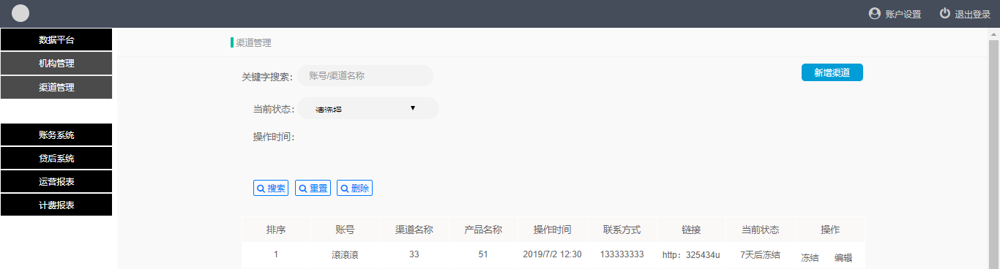 账户设置 退出登录
数据平台
机构管理
渠道管理
账务系统
贷后系统
运营报表
计费报表
渠道管理
关键字搜索: 账号/渠道名称
新增渠道
当前状态: 请选择
操作时间:
搜索 重置 删除
排序 账号 渠道名称 产品名称 操作时间 联系方式 链接 当前状态 操作
1 滚滚滚 33 51 2019/7/2 12:30 133333333 http: 325434u 7天后冻结 冻结 编辑